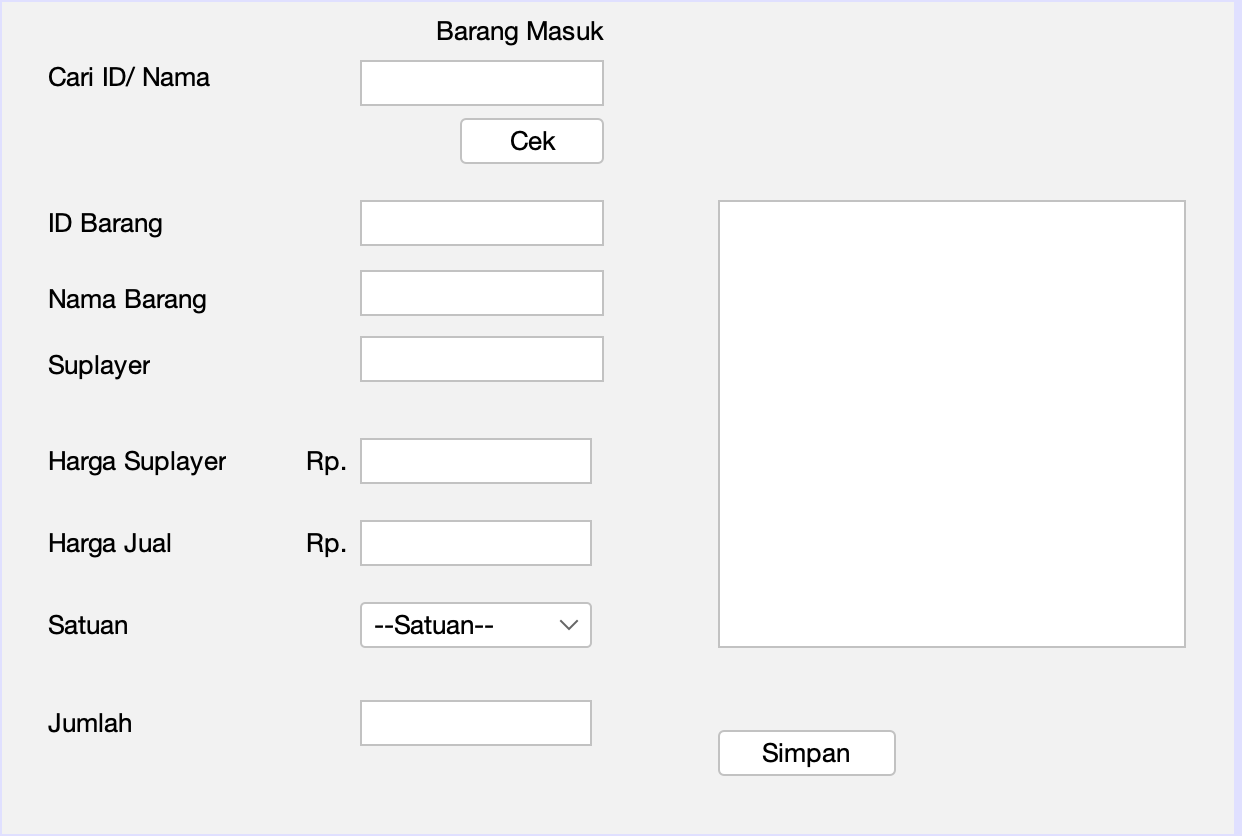 Barang Masuk
Cari ID/ Nama
Cek
ID Barang
Nama Barang
Suplayer
Harga Suplayer Rp.
Harga Jual Rp.
Satuan --Satuan--
Jumlah
Simpan